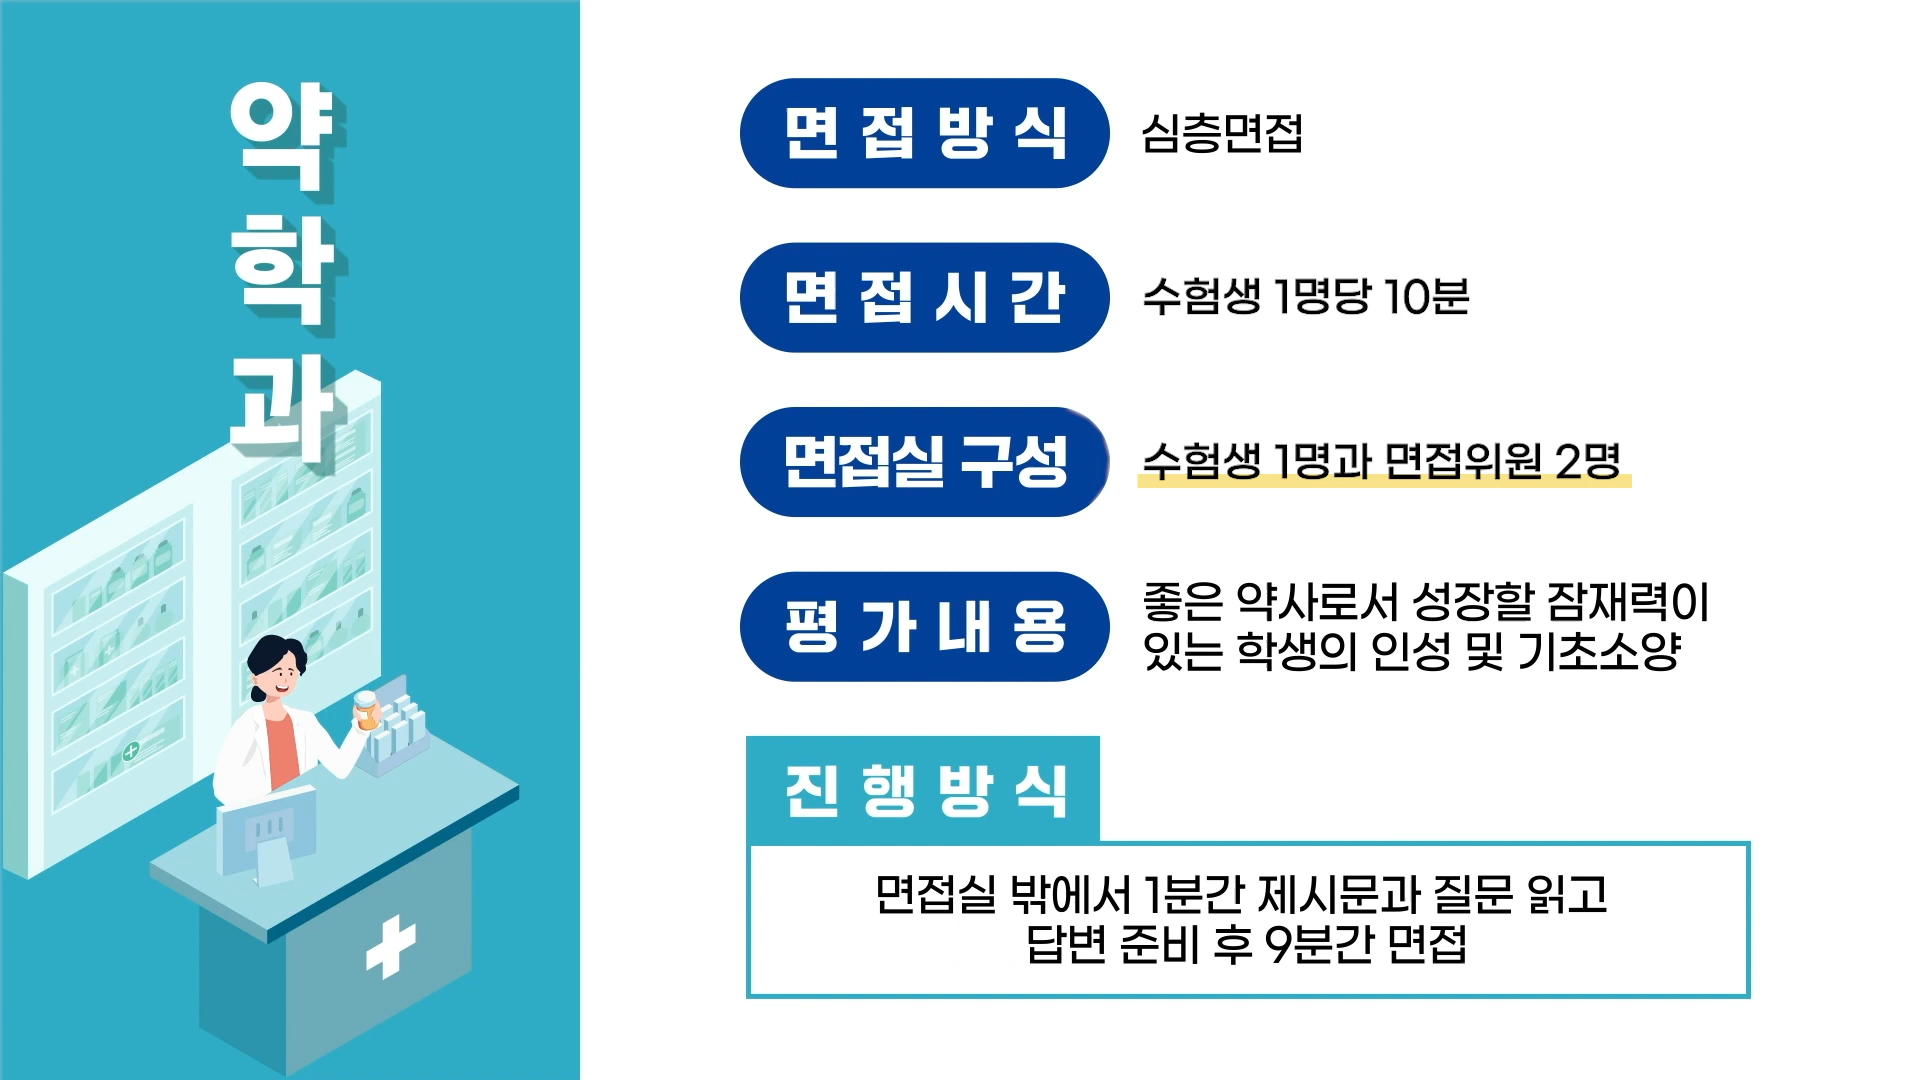 약학과
면접방식
심층면접
면접시간
수험생 1명당 10분
면접실 구성
수험생 1명과 면접위원 2명
평가내용
좋은 약사로서 성장할 잠재력이
있는 학생의 인성 및 기초소양
진행방식
면접실 밖에서 1분간 제시문과 질문 읽고
답변 준비 후 9분간 면접